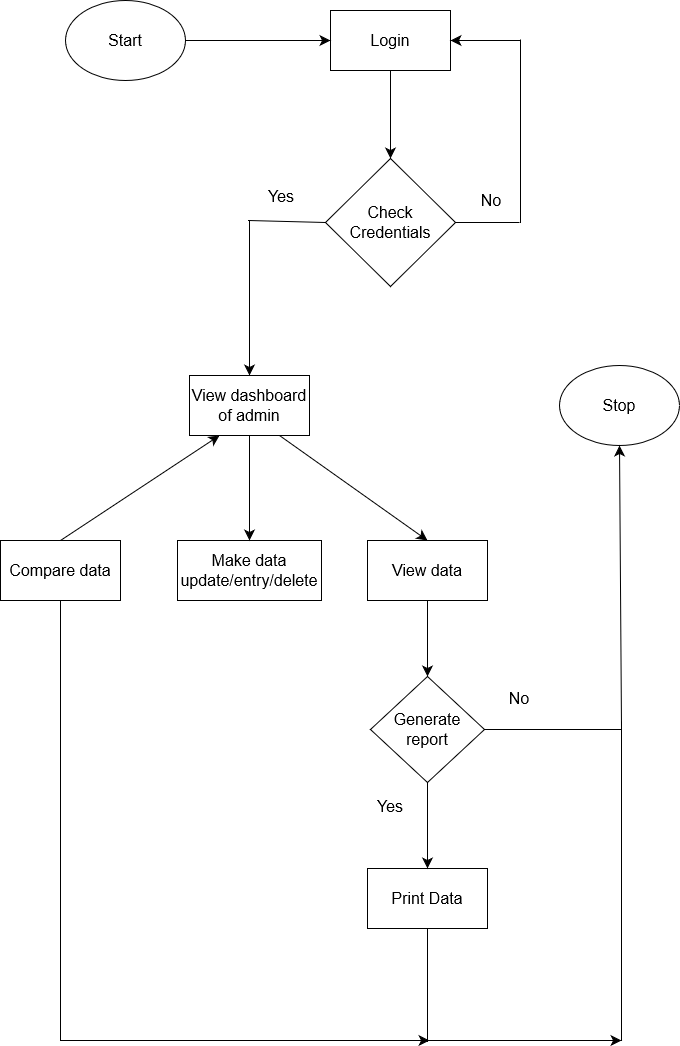 Start
Login
Check
Credentials
Yes
No
View dashboard
of admin
Stop
Compare data
Make data
update/entry/delete
View data
Generate
report
No
Yes
Print Data